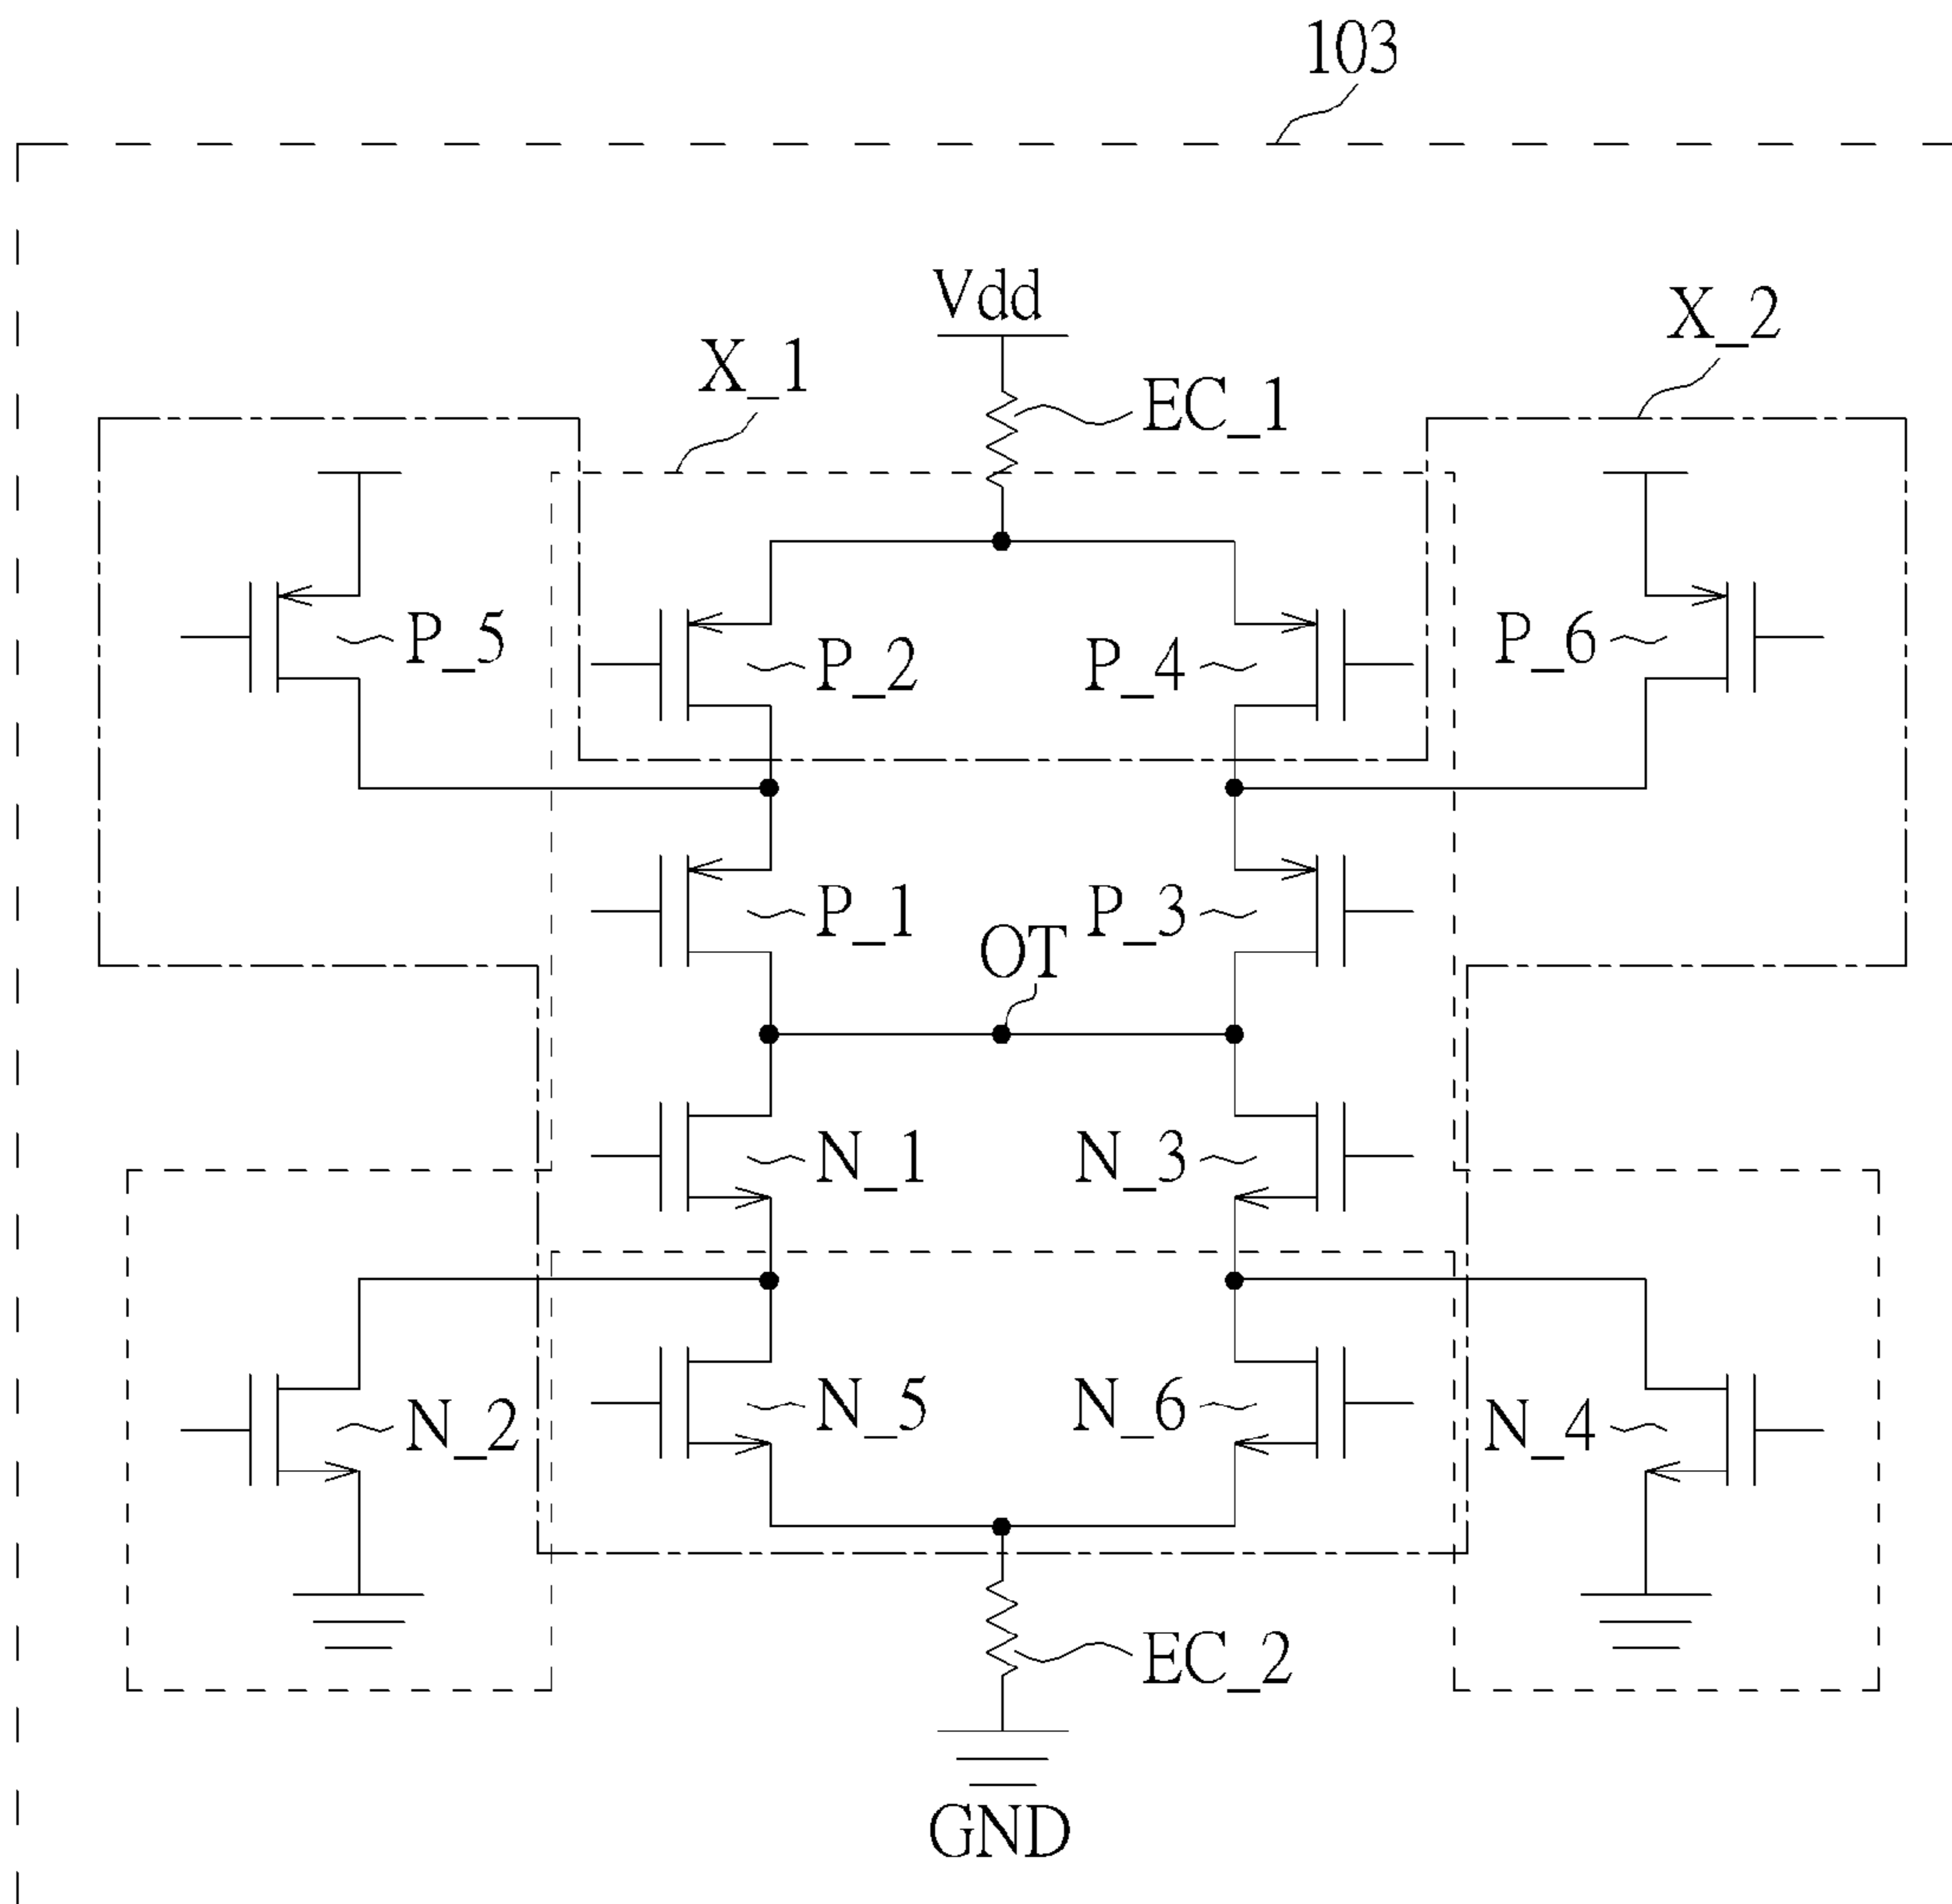 103
Vdd
X_2
X_1
EC_1
P_5
P_2
P_4
P_6
P_1
P_3
OT
N_1
N_3
N_2
N_5
N_6
N_4
EC_2
GND